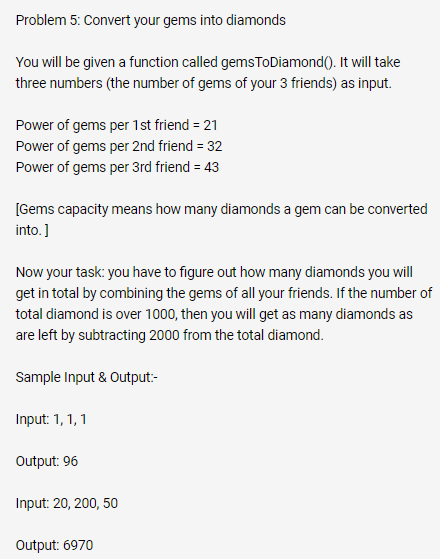 Problem 5: Convert your gems into diamonds
You will be given a function called gemsToDiamond(). It will take
three numbers (the number of gems of your 3 friends) as input.
Power of gems per 1st friend = 21
Power of gems per 2nd friend = 32
Power of gems per 3rd friend = 43
[Gems capacity means how many diamonds a gem can be converted
into. ]
Now your task: you have to figure out how many diamonds you will
get in total by combining the gems of all your friends. If the number of
total diamond is over 1000, then you will get as many diamonds as
are left by subtracting 2000 from the total diamond.
Sample Input & Output:-
Input: 1, 1, 1
Output: 96
Input: 20, 200, 50
Output: 6970